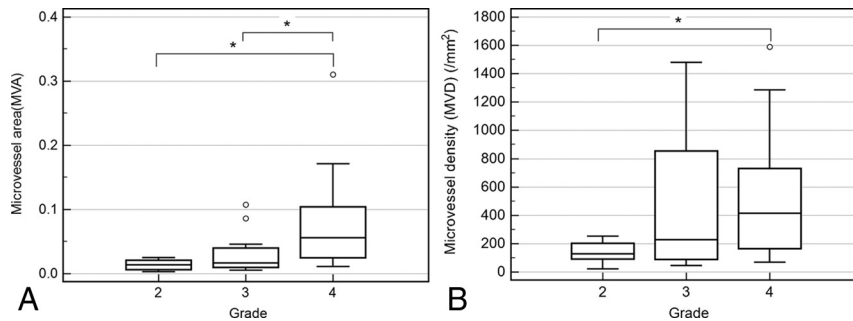 0.4
0.3
0.2
0.1
0.0
Microvessel area(MVA)
*
*
2 3 4
Grade
A
1800
1600
1400
1200
1000
800
600
400
200
0
Microvessel density (MVD) (/mm²)
*
2 3 4
Grade
B